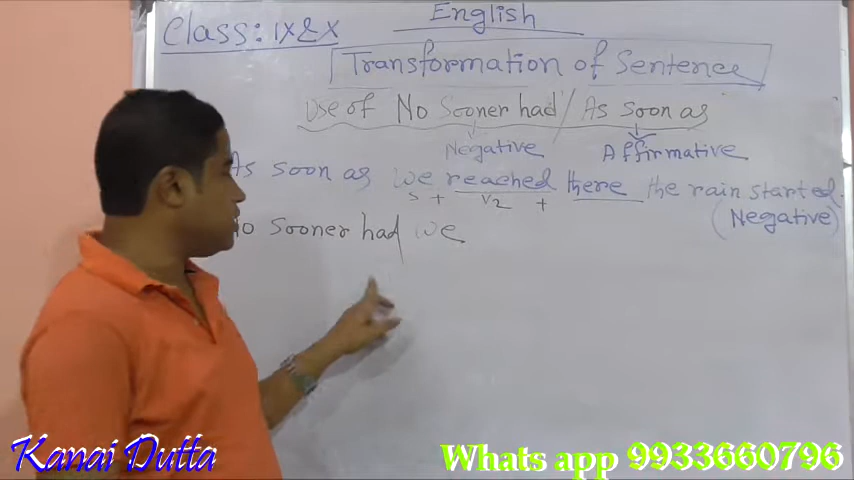 English
Class: IX & X
Transformation of Sentence
Use of No Sooner had / As soon as
Negative Affirmative
As soon as we reached there the rain started.
S + V2 +
(Negative)
No Sooner had we
Kanai Dutta
Whats app 9933660796